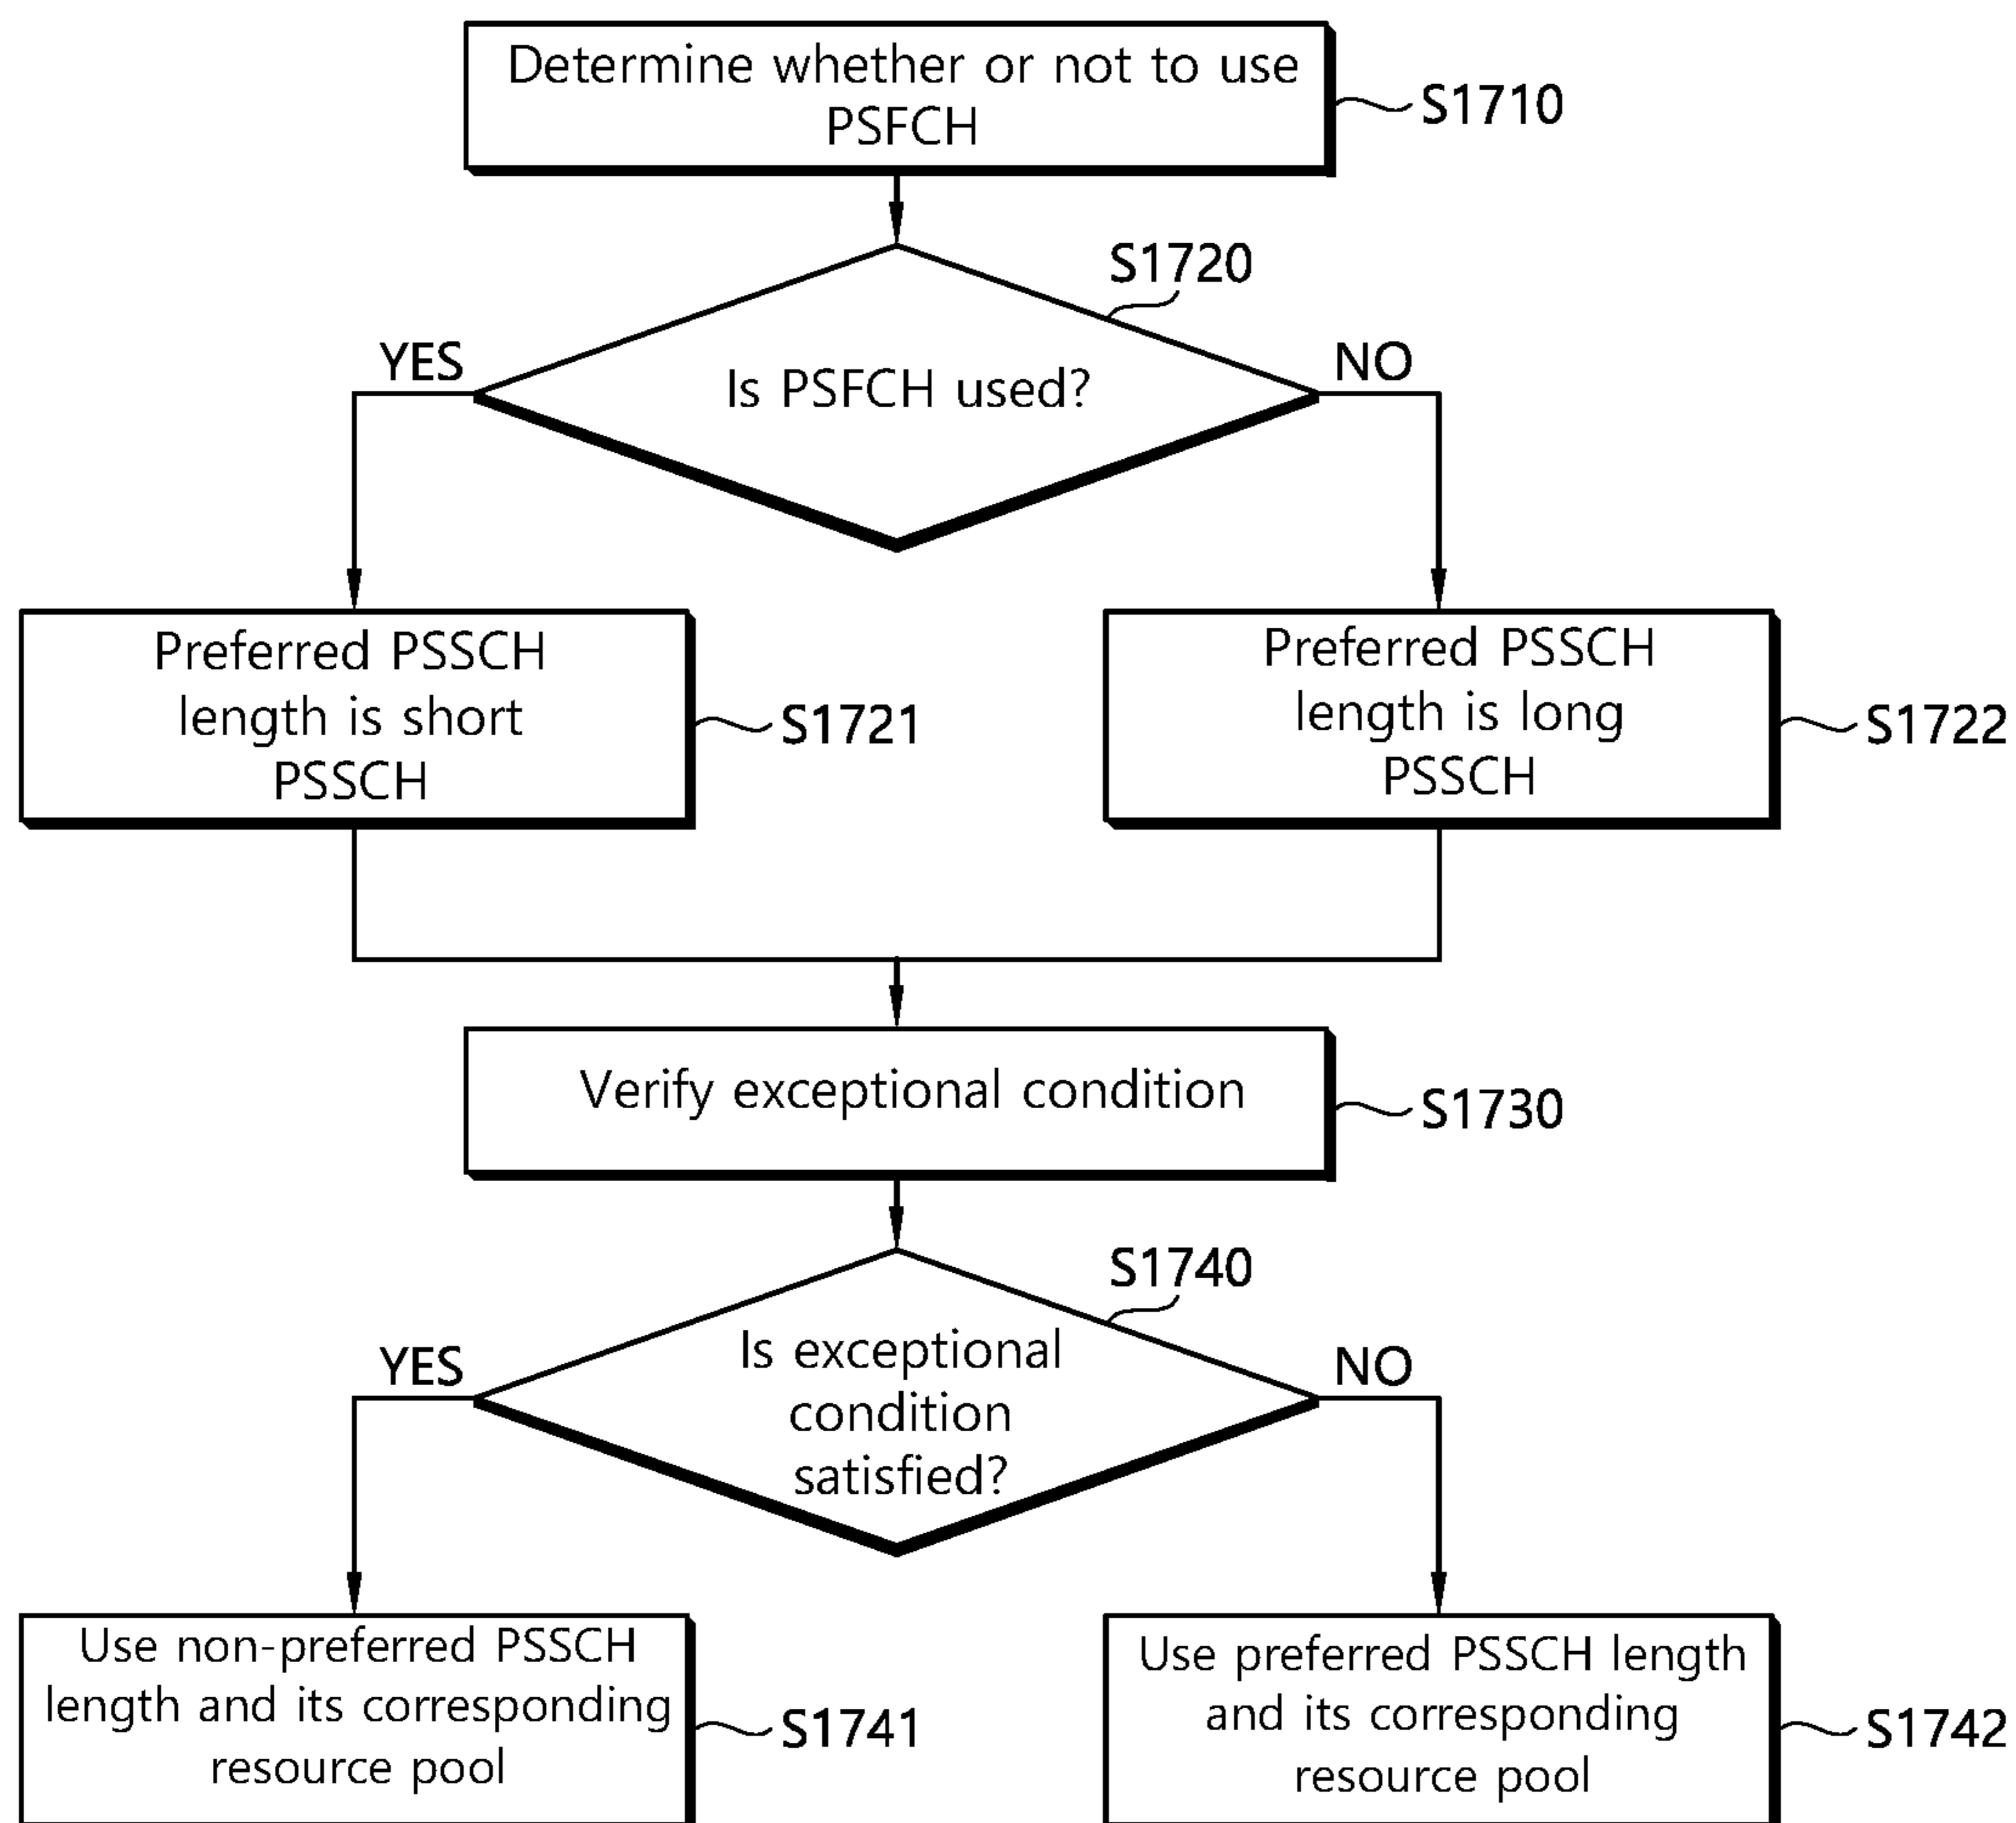 Determine whether or not to use
PSFCH
S1710
S1720
YES
NO
Is PSFCH used?
Preferred PSSCH
length is short
PSSCH
S1721
Preferred PSSCH
length is long
PSSCH
S1722
Verify exceptional condition
S1730
S1740
YES
NO
Is exceptional
condition
satisfied?
Use non-preferred PSSCH
length and its corresponding
resource pool
S1741
Use preferred PSSCH length
and its corresponding
resource pool
S1742